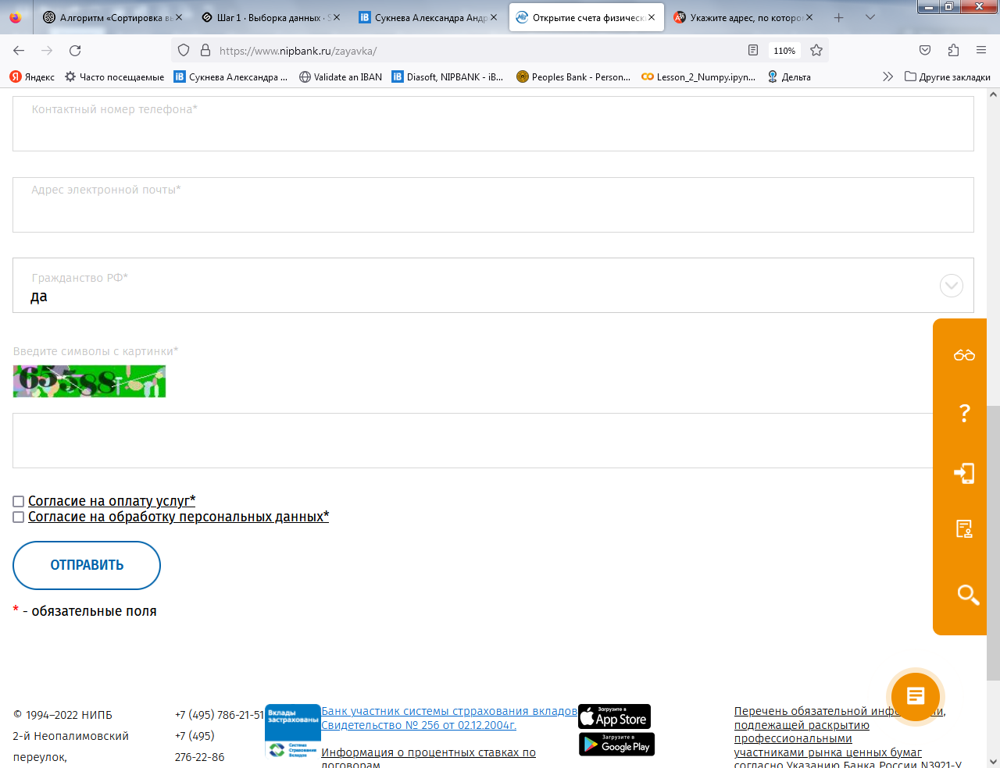 Алгоритм «Сортировка вы
Шаг 1 · Выборка данных · S
Сукнева Александра Андр
Открытие счета физическ
Укажите адрес, по которо
https://www.nipbank.ru/zayavka/
110%
Яндекс
Часто посещаемые
Сукнева Александра ...
Validate an IBAN
Diasoft, NIPBANK - iB...
Peoples Bank - Person...
Lesson_2_Numpy.ipyn...
Дельта
Другие закладки
Контактный номер телефона*
Адрес электронной почты*
Гражданство РФ*
да
Введите символы с картинки*
65588
Согласие на оплату услуг*
Согласие на обработку персональных данных*
ОТПРАВИТЬ
* - обязательные поля
© 1994–2022 НИПБ
2-й Неопалимовский
переулок,
+7 (495) 786-21-51
+7 (495)
276-22-86
Вклады
застрахованы
Система
Страхования
Вкладов
Банк участник системы стррахования вкладов
Свидетельство № 256 от 02.12.2004г.
Информация о процентных ставках по
договорам
Загрузите в
App Store
Загрузите в
Google Play
Перечень обязательной инф
ии,
подлежащей раскрытию
профессиональными
участниками рынка ценных бумаг
согласно Указанию Банка России N3921-У